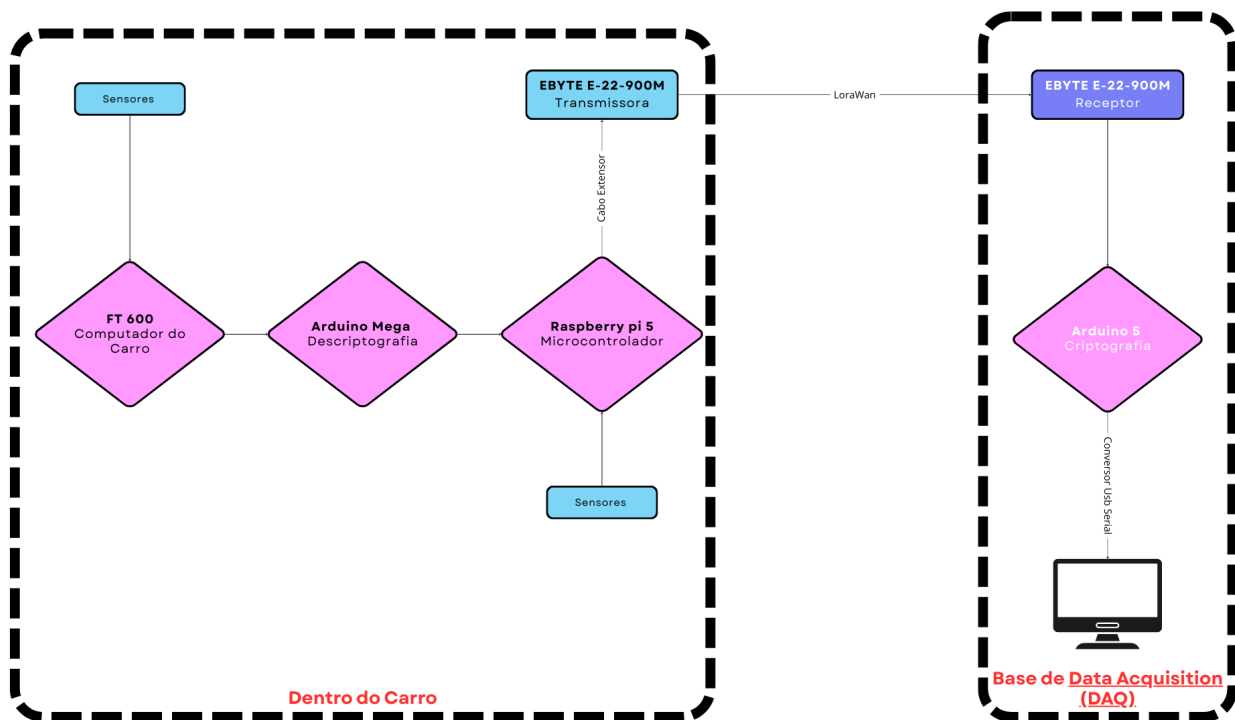 Sensores
EBYTE E-22-900M
Transmissora
LoraWan
EBYTE E-22-900M
Receptor
Cabo Extensor
FT 600
Computador do
Carro
Arduino Mega
Descriptografia
Raspberry pi 5
Microcontrolador
Arduino 5
Criptografia
Sensores
Conversor Usb Serial
Dentro do Carro
Base de Data Acquisition
(DAQ)